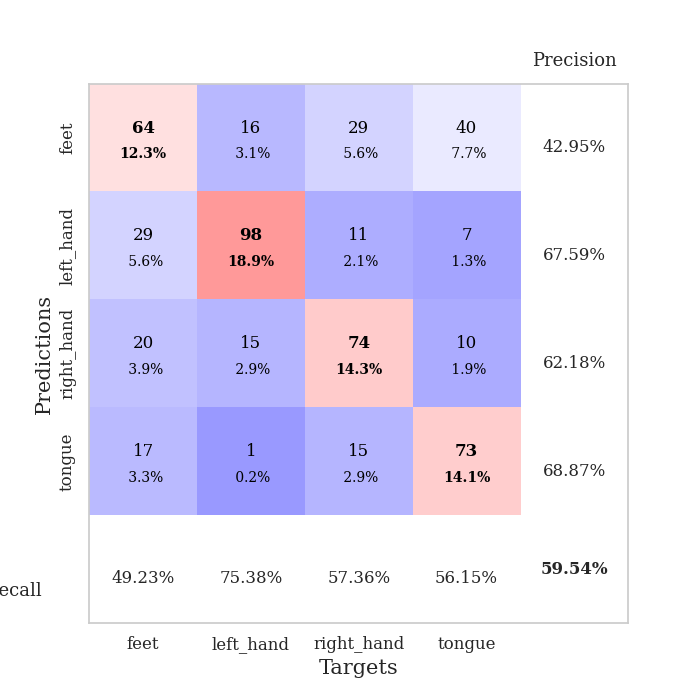 Precision
feet 64 16 29 40 42.95%
12.3% 3.1% 5.6% 7.7%
left_hand 29 98 11 7 67.59%
5.6% 18.9% 2.1% 1.3%
Predictions
right_hand 20 15 74 10 62.18%
3.9% 2.9% 14.3% 1.9%
tongue 17 1 15 73 68.87%
3.3% 0.2% 2.9% 14.1%
ecall 49.23% 75.38% 57.36% 56.15% 59.54%
feet left_hand right_hand tongue
Targets